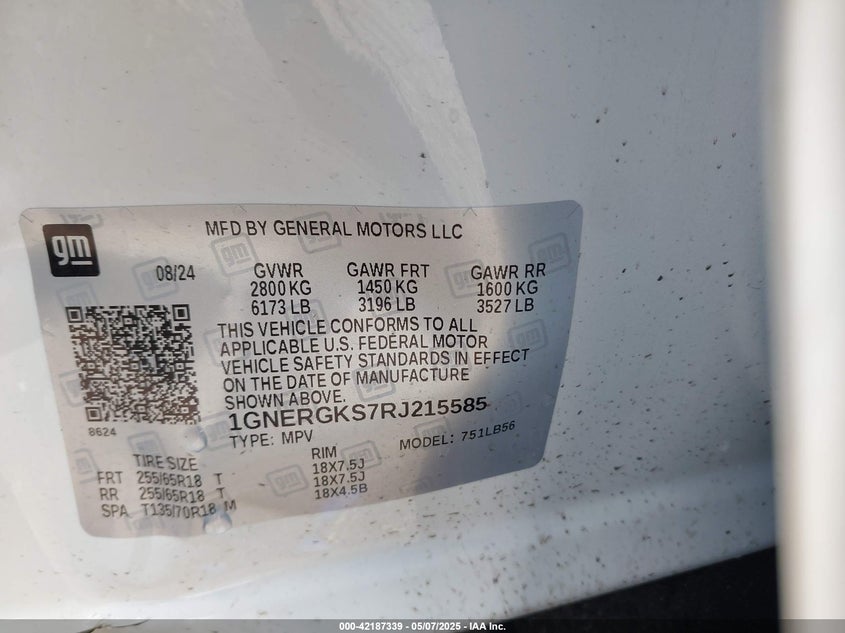 MFD BY GENERAL MOTORS LLC
gm
08/24 GVWR GAWR FRT GAWR RR
2800 KG 1450 KG 1600 KG
6173 LB 3196 LB 3527 LB
THIS VEHICLE CONFORMS TO ALL
APPLICABLE U.S. FEDERAL MOTOR
VEHICLE SAFETY STANDARDS IN EFFECT
ON THE DATE OF MANUFACTURE
SHOWN ABOVE.
1GNERGKS7RJ215585
8624
TYPE: MPV MODEL: 751LB56
TIRE SIZE RIM
FRT 255/65R18 T 18X7.5J
RR 255/65R18 T 18X7.5J
SPA T135/70R18 M 18X4.5B
000-42187339 — 05/07/2025 — IAA Inc.